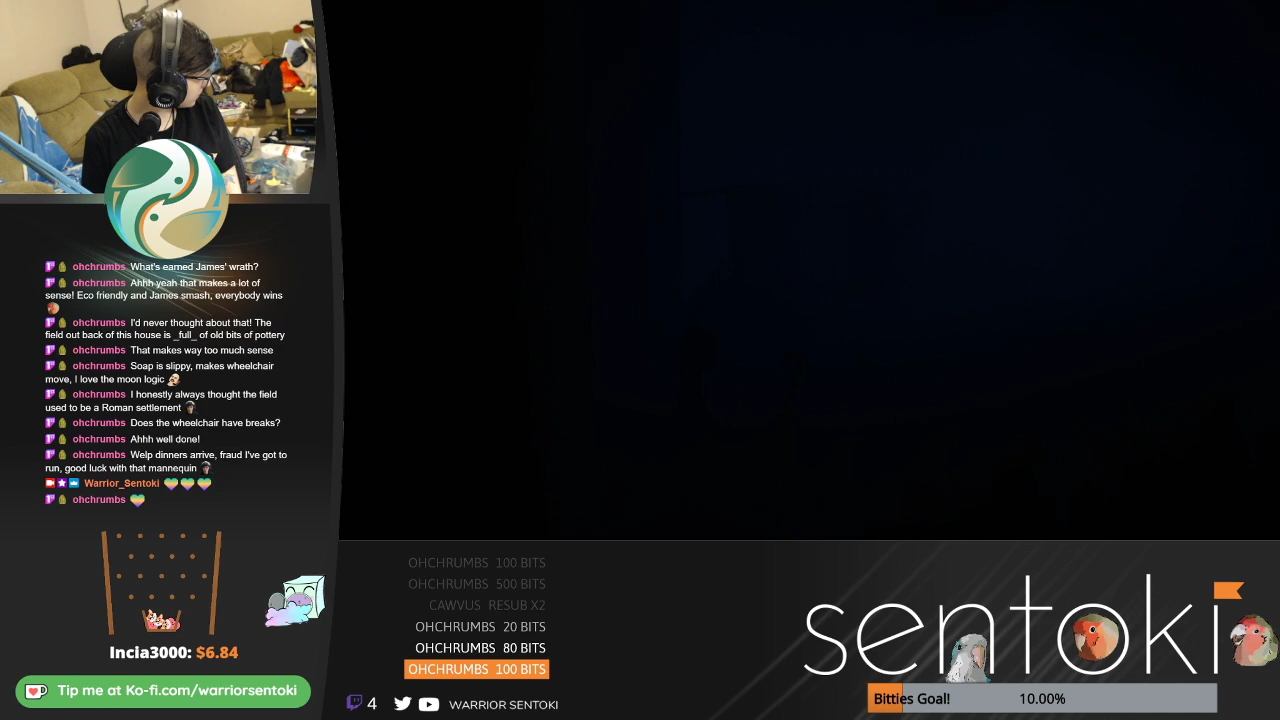 ohchrumbs What's earned James' wrath?
ohchrumbs Ahhh yeah that makes a lot of
sense! Eco friendly and James smash, everybody wins
ohchrumbs I'd never thought about that! The
field out back of this house is _full_ of old bits of pottery
ohchrumbs That makes way too much sense
ohchrumbs Soap is slippy, makes wheelchair
move, I love the moon logic
ohchrumbs I honestly always thought the field
used to be a Roman settlement
ohchrumbs Does the wheelchair have breaks?
ohchrumbs Ahhh well done!
ohchrumbs Welp dinners arrive, fraud I've got to
run, good luck with that mannequin
Warrior_Sentoki
ohchrumbs
Incia3000: $6.84
Tip me at Ko-fi.com/warriorsentoki
OHCHRUMBS 100 BITS
OHCHRUMBS 500 BITS
CAWVUS RESUB X2
OHCHRUMBS 20 BITS
OHCHRUMBS 80 BITS
OHCHRUMBS 100 BITS
4 WARRIOR SENTOKI
sentoki
Bitties Goal! 10.00%